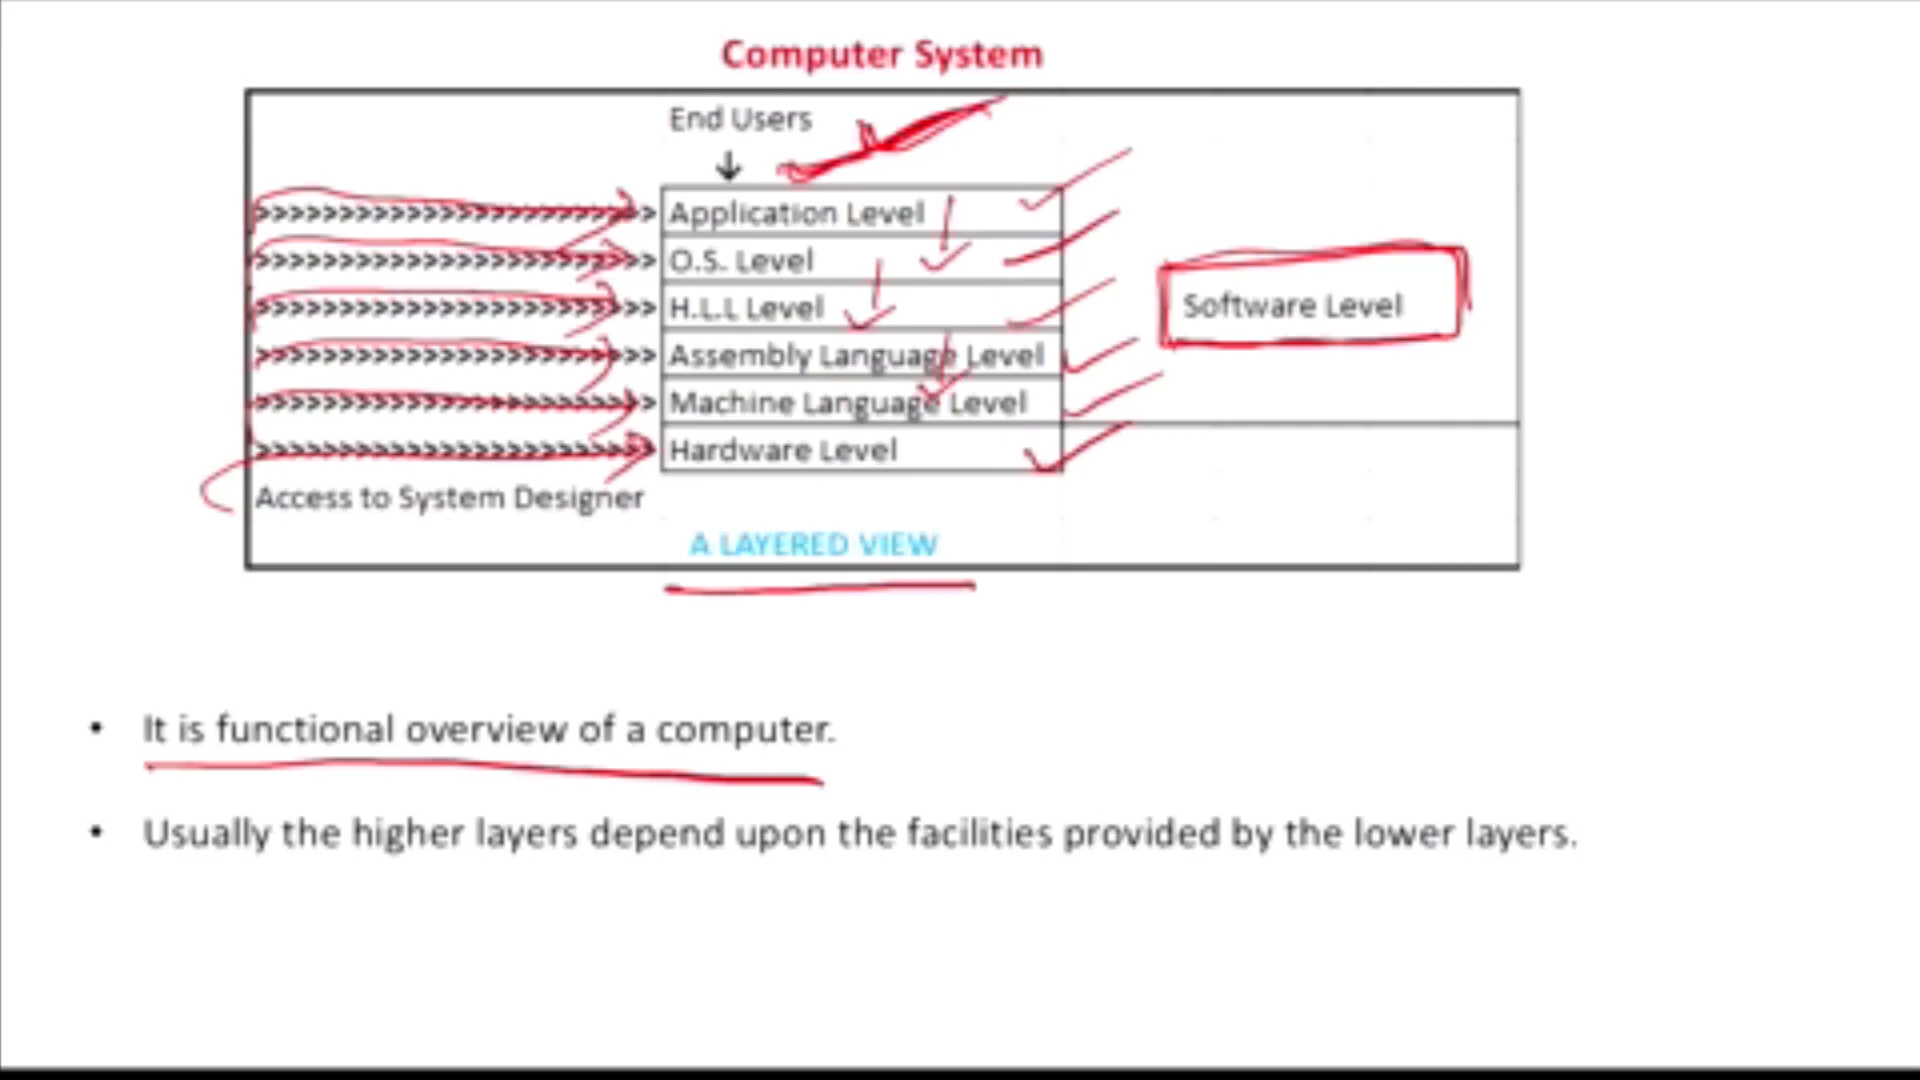 Computer System
End Users
↓
>>>>>>>>>>>>>>>>>>>>>>>>>>>> Application Level
>>>>>>>>>>>>>>>>>>>>>>>>>>>> O.S. Level
>>>>>>>>>>>>>>>>>>>>>>>>>>>> H.L.L Level
Software Level
>>>>>>>>>>>>>>>>>>>>>>>>>>>> Assembly Language Level
>>>>>>>>>>>>>>>>>>>>>>>>>>>> Machine Language Level
>>>>>>>>>>>>>>>>>>>>>>>>>>>> Hardware Level
Access to System Designer
A LAYERED VIEW
• It is functional overview of a computer.
• Usually the higher layers depend upon the facilities provided by the lower layers.